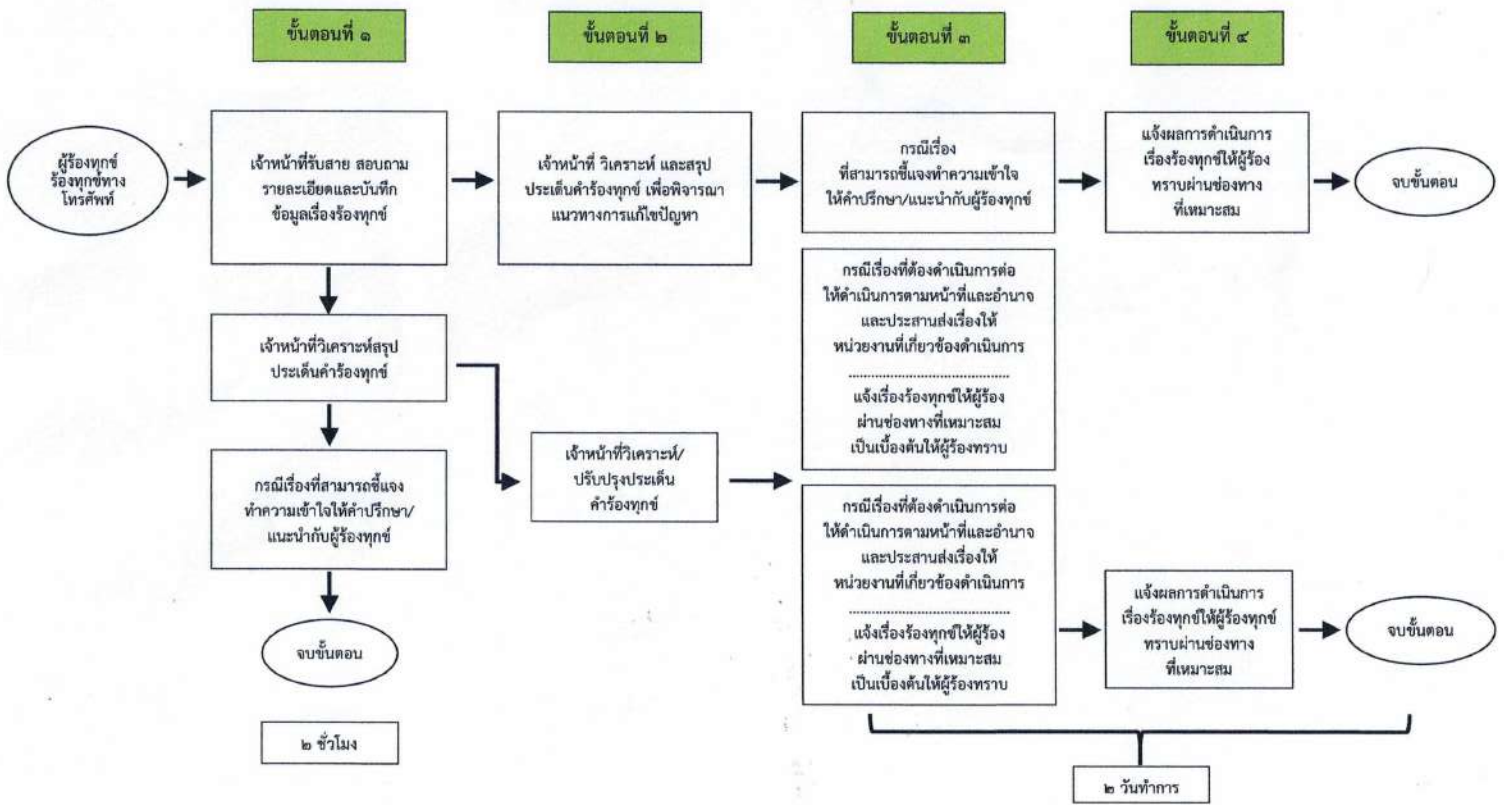 ขั้นตอนที่ ๑
ขั้นตอนที่ ๒
ขั้นตอนที่ ๓
ขั้นตอนที่ ๔
ผู้ร้องทุกข์
ร้องทุกข์ทาง
โทรศัพท์
เจ้าหน้าที่รับสาย สอบถาม
รายละเอียดและบันทึก
ข้อมูลเรื่องร้องทุกข์
เจ้าหน้าที่ วิเคราะห์ และสรุป
ประเด็นคำร้องทุกข์ เพื่อพิจารณา
แนวทางการแก้ไขปัญหา
กรณีเรื่อง
ที่สามารถชี้แจงทำความเข้าใจ
ให้คำปรึกษา/แนะนำกับผู้ร้องทุกข์
แจ้งผลการดำเนินการ
เรื่องร้องทุกข์ให้ผู้ร้อง
ทราบผ่านช่องทาง
ที่เหมาะสม
จบขั้นตอน
เจ้าหน้าที่วิเคราะห์สรุป
ประเด็นคำร้องทุกข์
กรณีเรื่องที่ต้องดำเนินการต่อ
ให้ดำเนินการตามหน้าที่และอำนาจ
และประสานส่งเรื่องให้
หน่วยงานที่เกี่ยวข้องดำเนินการ
........................................
แจ้งเรื่องร้องทุกข์ให้ผู้ร้อง
ผ่านช่องทางที่เหมาะสม
เป็นเบื้องต้นให้ผู้ร้องทราบ
กรณีเรื่องที่สามารถชี้แจง
ทำความเข้าใจให้คำปรึกษา/
แนะนำกับผู้ร้องทุกข์
เจ้าหน้าที่วิเคราะห์/
ปรับปรุงประเด็น
คำร้องทุกข์
กรณีเรื่องที่ต้องดำเนินการต่อ
ให้ดำเนินการตามหน้าที่และอำนาจ
และประสานส่งเรื่องให้
หน่วยงานที่เกี่ยวข้องดำเนินการ
........................................
แจ้งเรื่องร้องทุกข์ให้ผู้ร้อง
ผ่านช่องทางที่เหมาะสม
เป็นเบื้องต้นให้ผู้ร้องทราบ
แจ้งผลการดำเนินการ
เรื่องร้องทุกข์ให้ผู้ร้องทุกข์
ทราบผ่านช่องทาง
ที่เหมาะสม
จบขั้นตอน
จบขั้นตอน
๒ ชั่วโมง
๒ วันทำการ